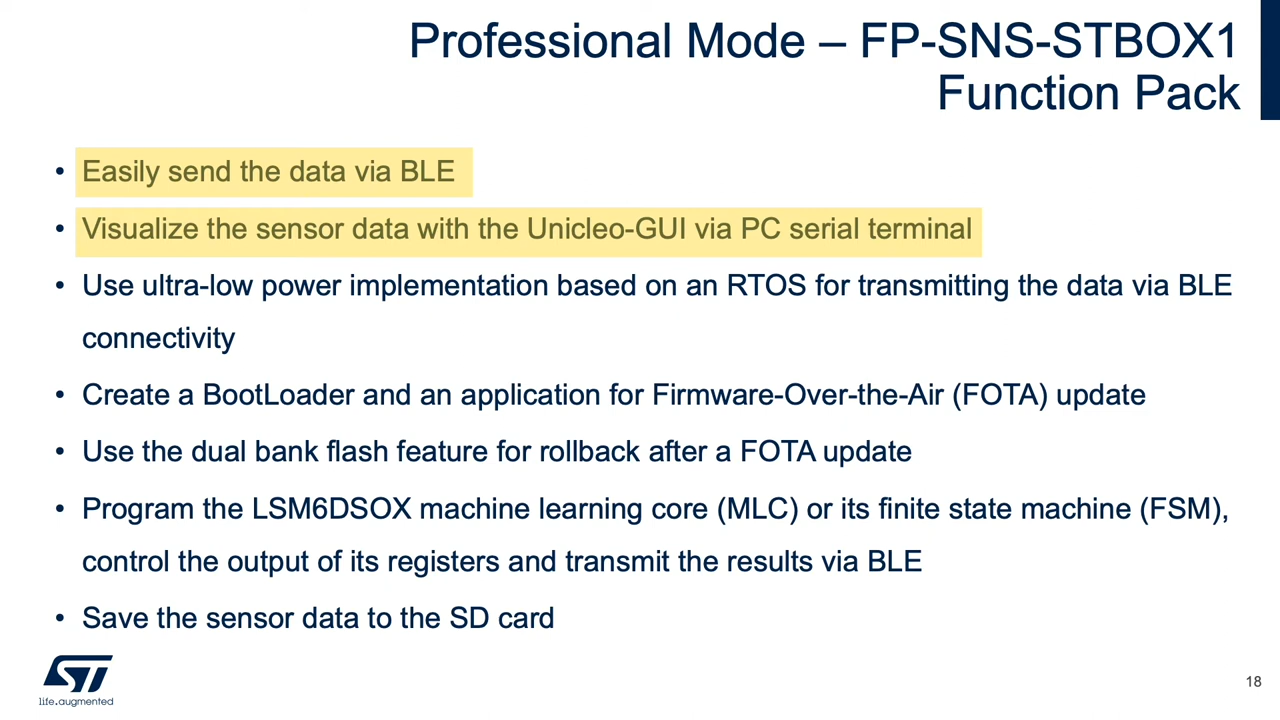 Professional Mode – FP-SNS-STBOX1
Function Pack
• Easily send the data via BLE
• Visualize the sensor data with the Unicleo-GUI via PC serial terminal
• Use ultra-low power implementation based on an RTOS for transmitting the data via BLE
connectivity
• Create a BootLoader and an application for Firmware-Over-the-Air (FOTA) update
• Use the dual bank flash feature for rollback after a FOTA update
• Program the LSM6DSOX machine learning core (MLC) or its finite state machine (FSM),
control the output of its registers and transmit the results via BLE
• Save the sensor data to the SD card
ST
life.augmented
18